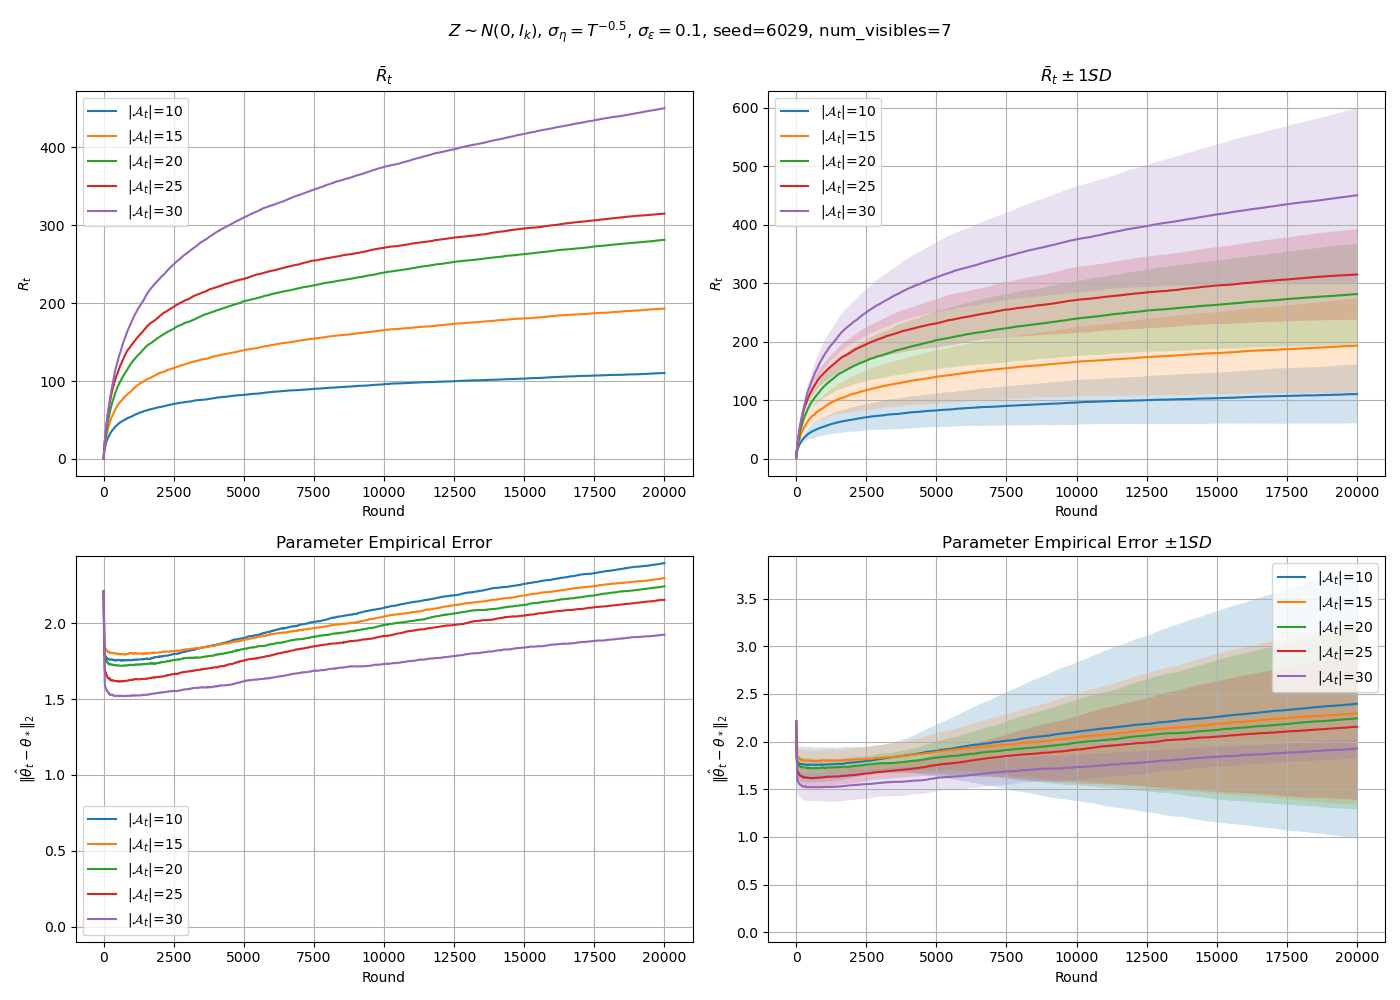 Z ∼ N(0, I_k), σ_η = T^{−0.5}, σ_ε = 0.1, seed=6029, num_visibles=7
R̄_t
R_t
400
300
200
100
0
|𝒜_t|=10
|𝒜_t|=15
|𝒜_t|=20
|𝒜_t|=25
|𝒜_t|=30
0 2500 5000 7500 10000 12500 15000 17500 20000
Round
R̄_t ± 1SD
R_t
600
500
400
300
200
100
0
|𝒜_t|=10
|𝒜_t|=15
|𝒜_t|=20
|𝒜_t|=25
|𝒜_t|=30
0 2500 5000 7500 10000 12500 15000 17500 20000
Round
Parameter Empirical Error
‖θ̂_t − θ_*‖_2
2.0
1.5
1.0
0.5
0.0
|𝒜_t|=10
|𝒜_t|=15
|𝒜_t|=20
|𝒜_t|=25
|𝒜_t|=30
0 2500 5000 7500 10000 12500 15000 17500 20000
Round
Parameter Empirical Error ±1SD
‖θ̂_t − θ_*‖_2
3.5
3.0
2.5
2.0
1.5
1.0
0.5
0.0
|𝒜_t|=10
|𝒜_t|=15
|𝒜_t|=20
|𝒜_t|=25
|𝒜_t|=30
0 2500 5000 7500 10000 12500 15000 17500 20000
Round